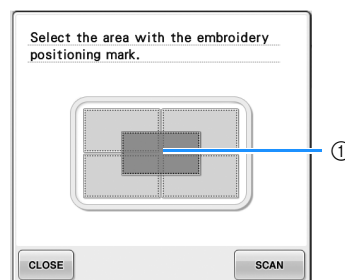 Select the area with the embroidery
positioning mark.
①
CLOSE
SCAN